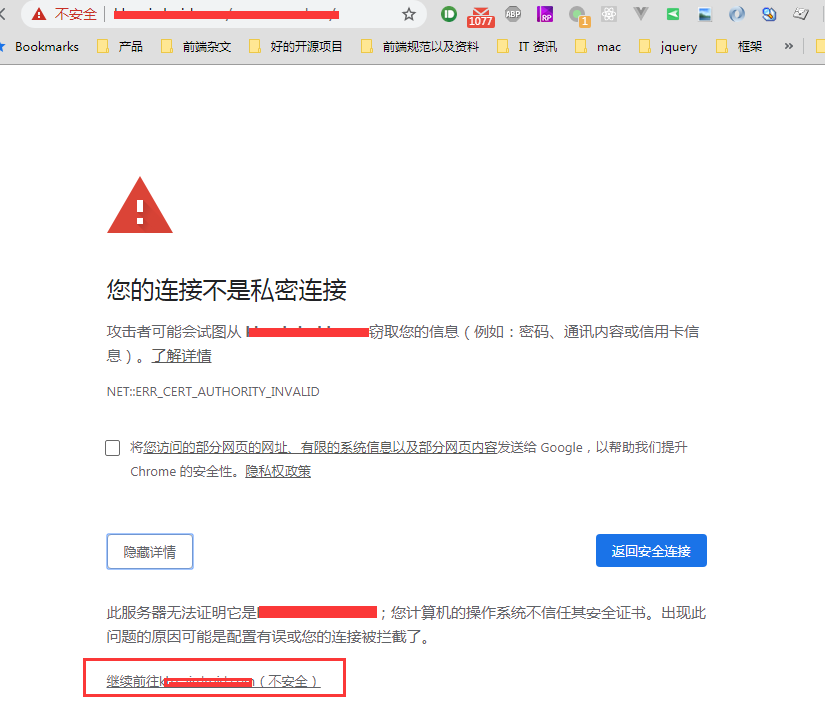 不安全
1077
ABP
RP
1
Bookmarks 产品 前端杂文 好的开源项目 前端规范以及资料 IT 资讯 mac jquery 框架 »
您的连接不是私密连接
攻击者可能会试图从 窃取您的信息（例如：密码、通讯内容或信用卡信
息）。了解详情
NET::ERR_CERT_AUTHORITY_INVALID
将您访问的部分网页的网址、有限的系统信息以及部分网页内容发送给 Google，以帮助我们提升
Chrome 的安全性。隐私权政策
隐藏详情
返回安全连接
此服务器无法证明它是 ；您计算机的操作系统不信任其安全证书。出现此
问题的原因可能是配置有误或您的连接被拦截了。
继续前往 （不安全）